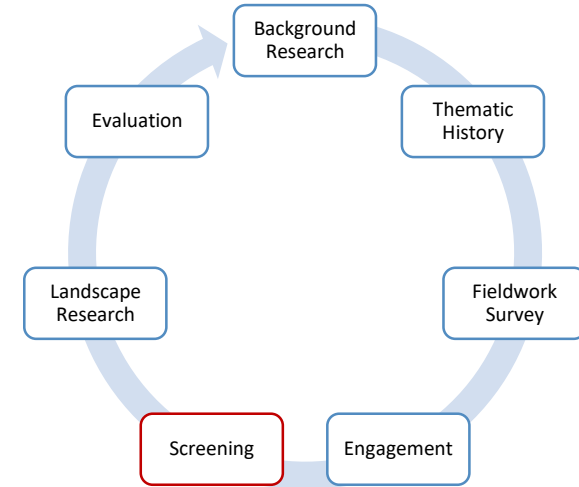 Background
Research
Thematic
History
Fieldwork
Survey
Engagement
Screening
Landscape
Research
Evaluation